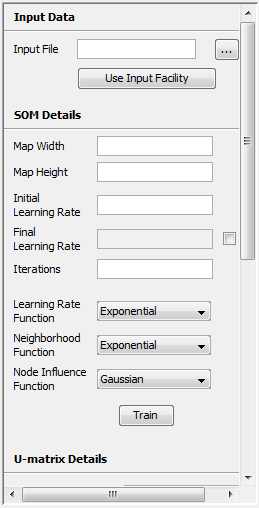 Input Data
Input File
...
Use Input Facility
SOM Details
Map Width
Map Height
Initial
Learning Rate
Final
Learning Rate
Iterations
Learning Rate
Function
Exponential
Neighborhood
Function
Exponential
Node Influence
Function
Gaussian
Train
U-matrix Details